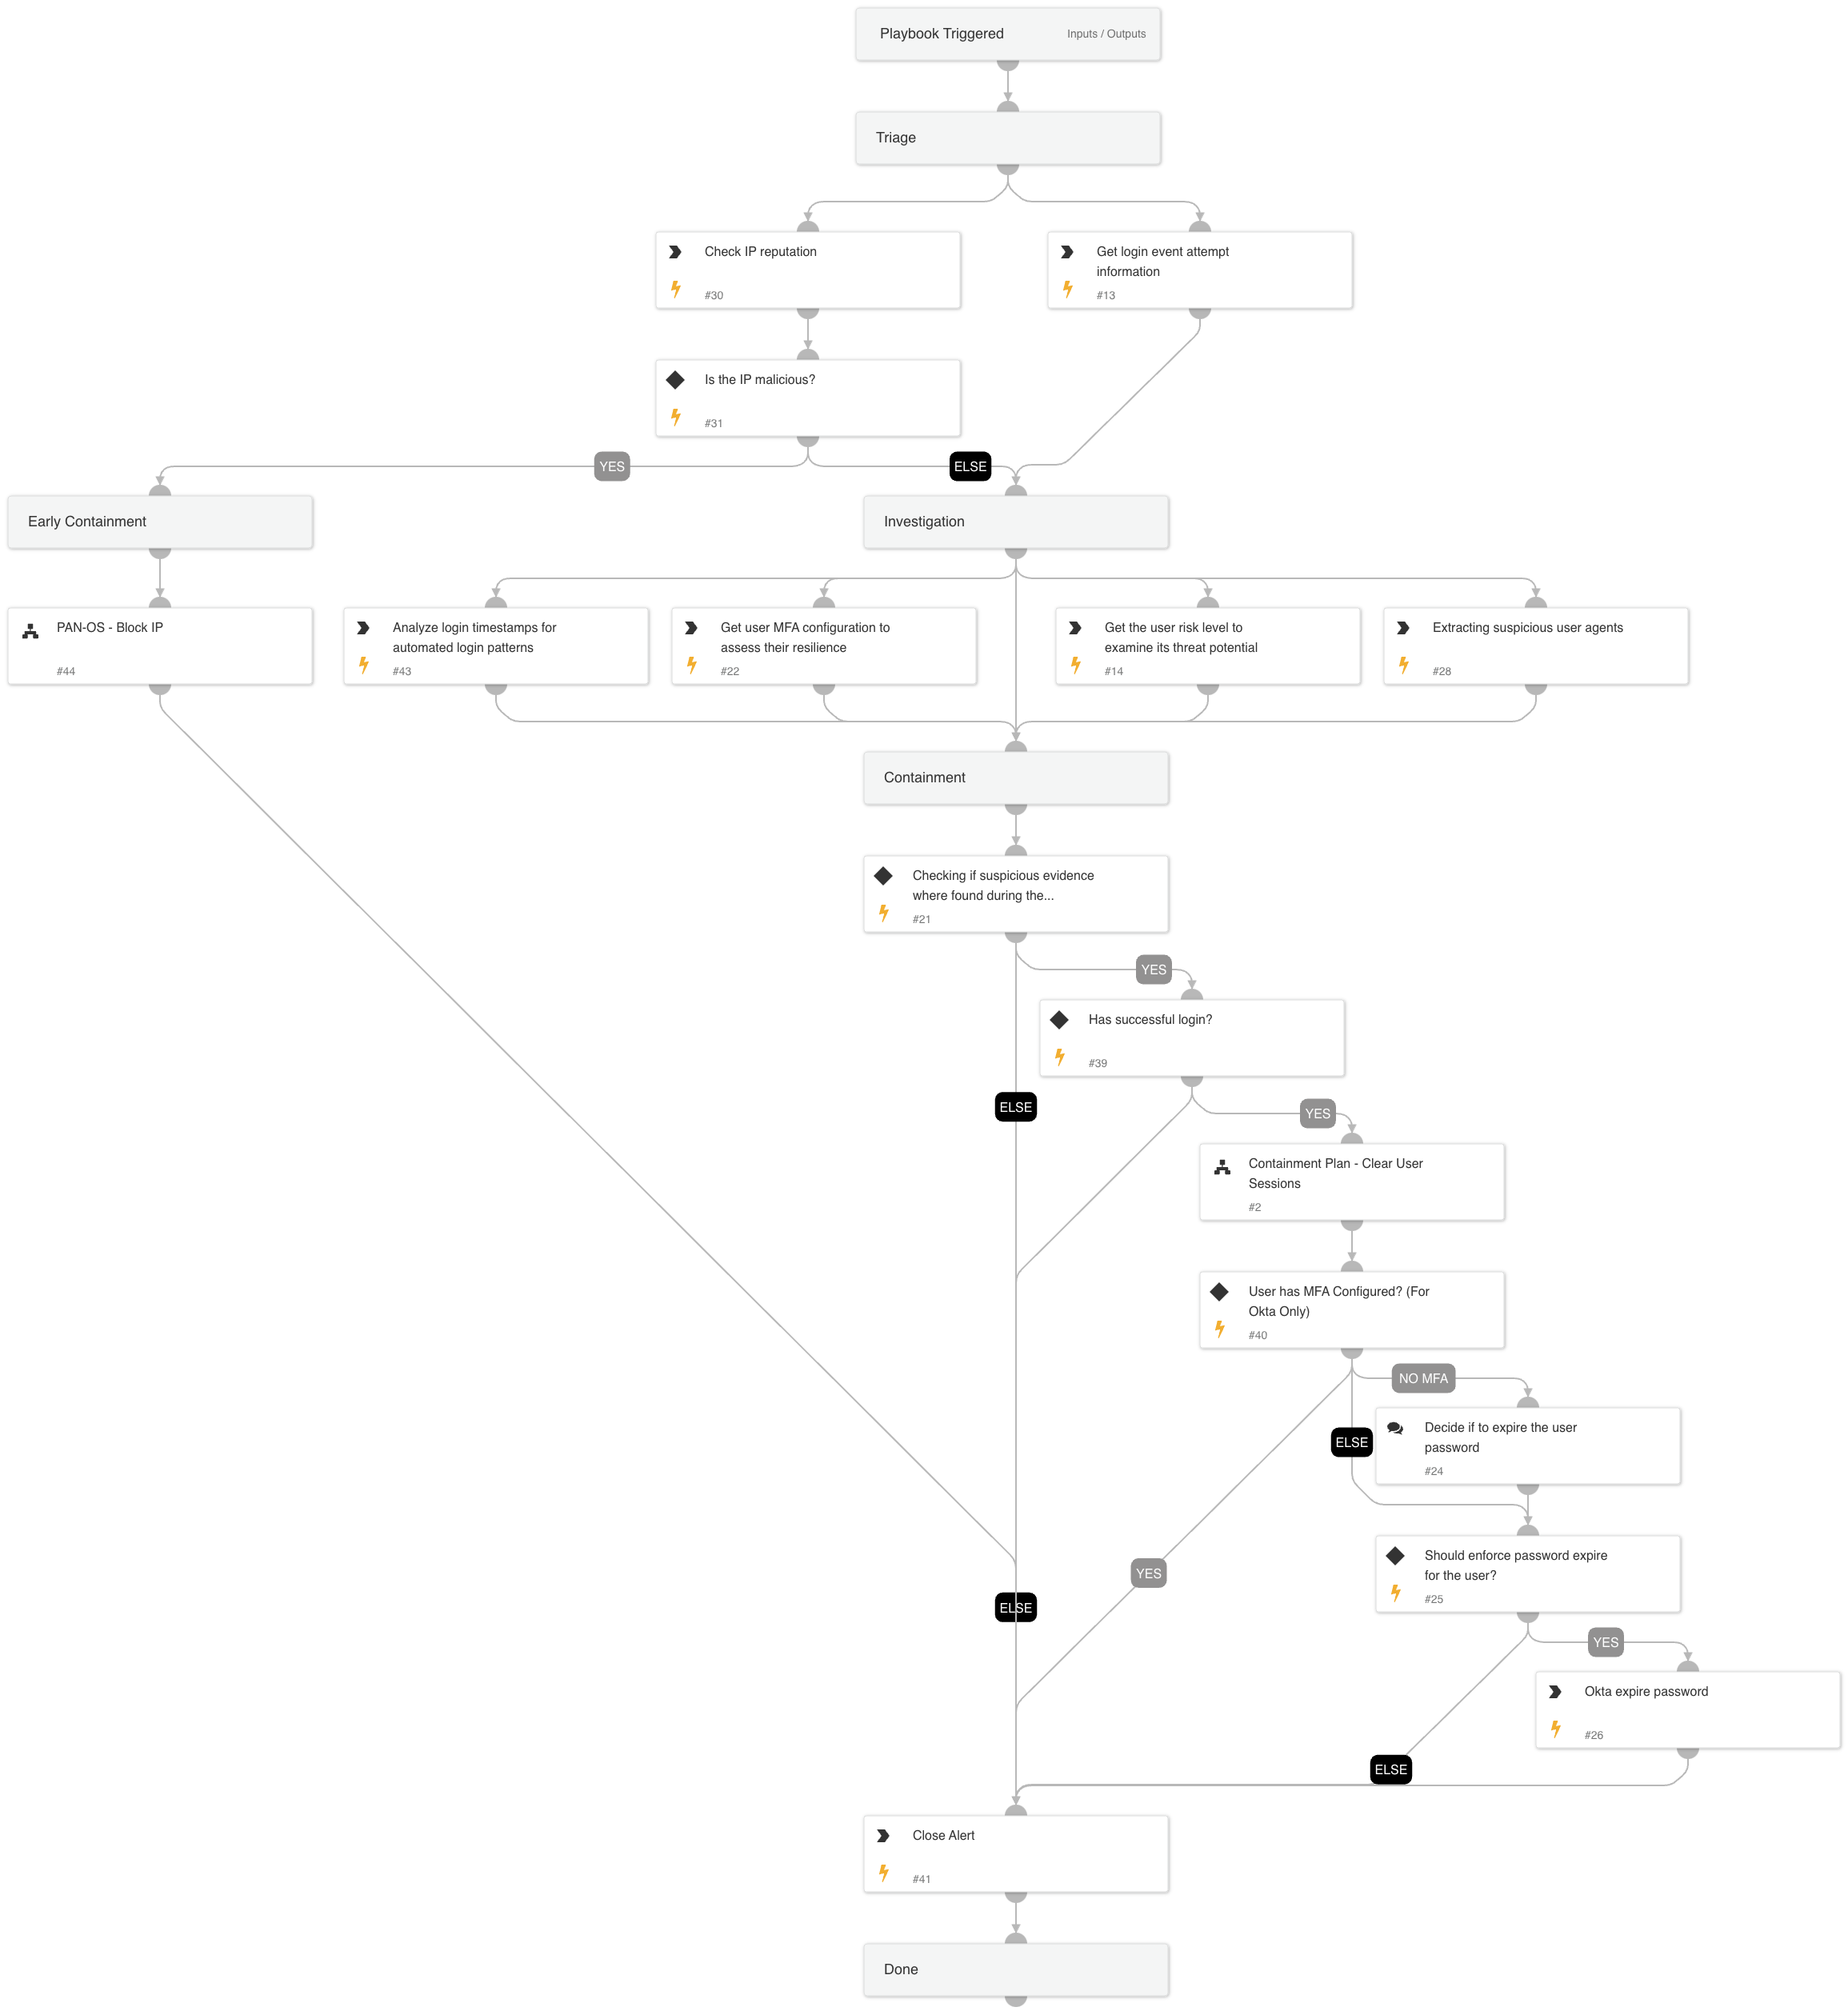 Playbook Triggered
Inputs / Outputs
Triage
Check IP reputation
#30
Get login event attempt
information
#13
Is the IP malicious?
#31
YES
ELSE
Early Containment
Investigation
PAN-OS - Block IP
#44
Analyze login timestamps for
automated login patterns
#43
Get user MFA configuration to
assess their resilience
#22
Get the user risk level to
examine its threat potential
#14
Extracting suspicious user agents
#28
Containment
Checking if suspicious evidence
where found during the...
#21
YES
Has successful login?
#39
ELSE
YES
Containment Plan - Clear User
Sessions
#2
User has MFA Configured? (For
Okta Only)
#40
NO MFA
ELSE
Decide if to expire the user
password
#24
YES
Should enforce password expire
for the user?
#25
ELSE
YES
Okta expire password
#26
ELSE
Close Alert
#41
Done